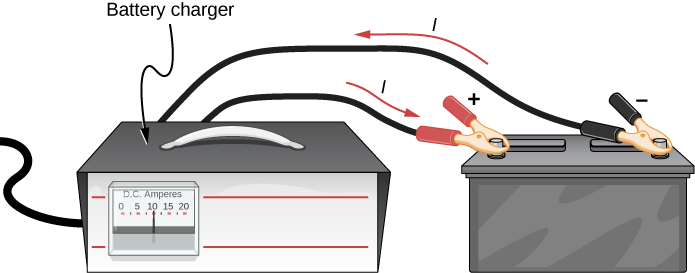 Battery charger
I
I
+
–
D.C. Amperes
0 5 10 15 20